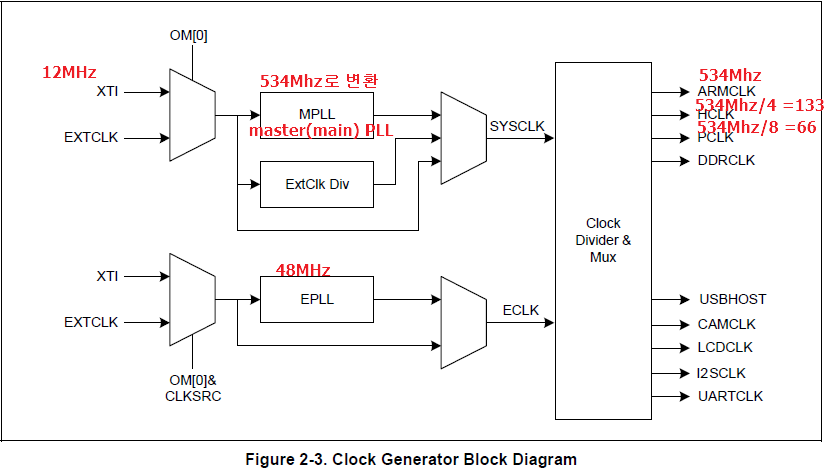 OM[0]
12MHz
XTI
EXTCLK
534Mhz로 변환
MPLL
master(main) PLL
ExtClk Div
SYSCLK
534Mhz
ARMCLK
534Mhz/4 =133
HCLK
534Mhz/8 =66
PCLK
DDRCLK
Clock
Divider &
Mux
XTI
EXTCLK
48MHz
EPLL
ECLK
OM[0]&
CLKSRC
USBHOST
CAMCLK
LCDCLK
I2SCLK
UARTCLK
Figure 2-3. Clock Generator Block Diagram